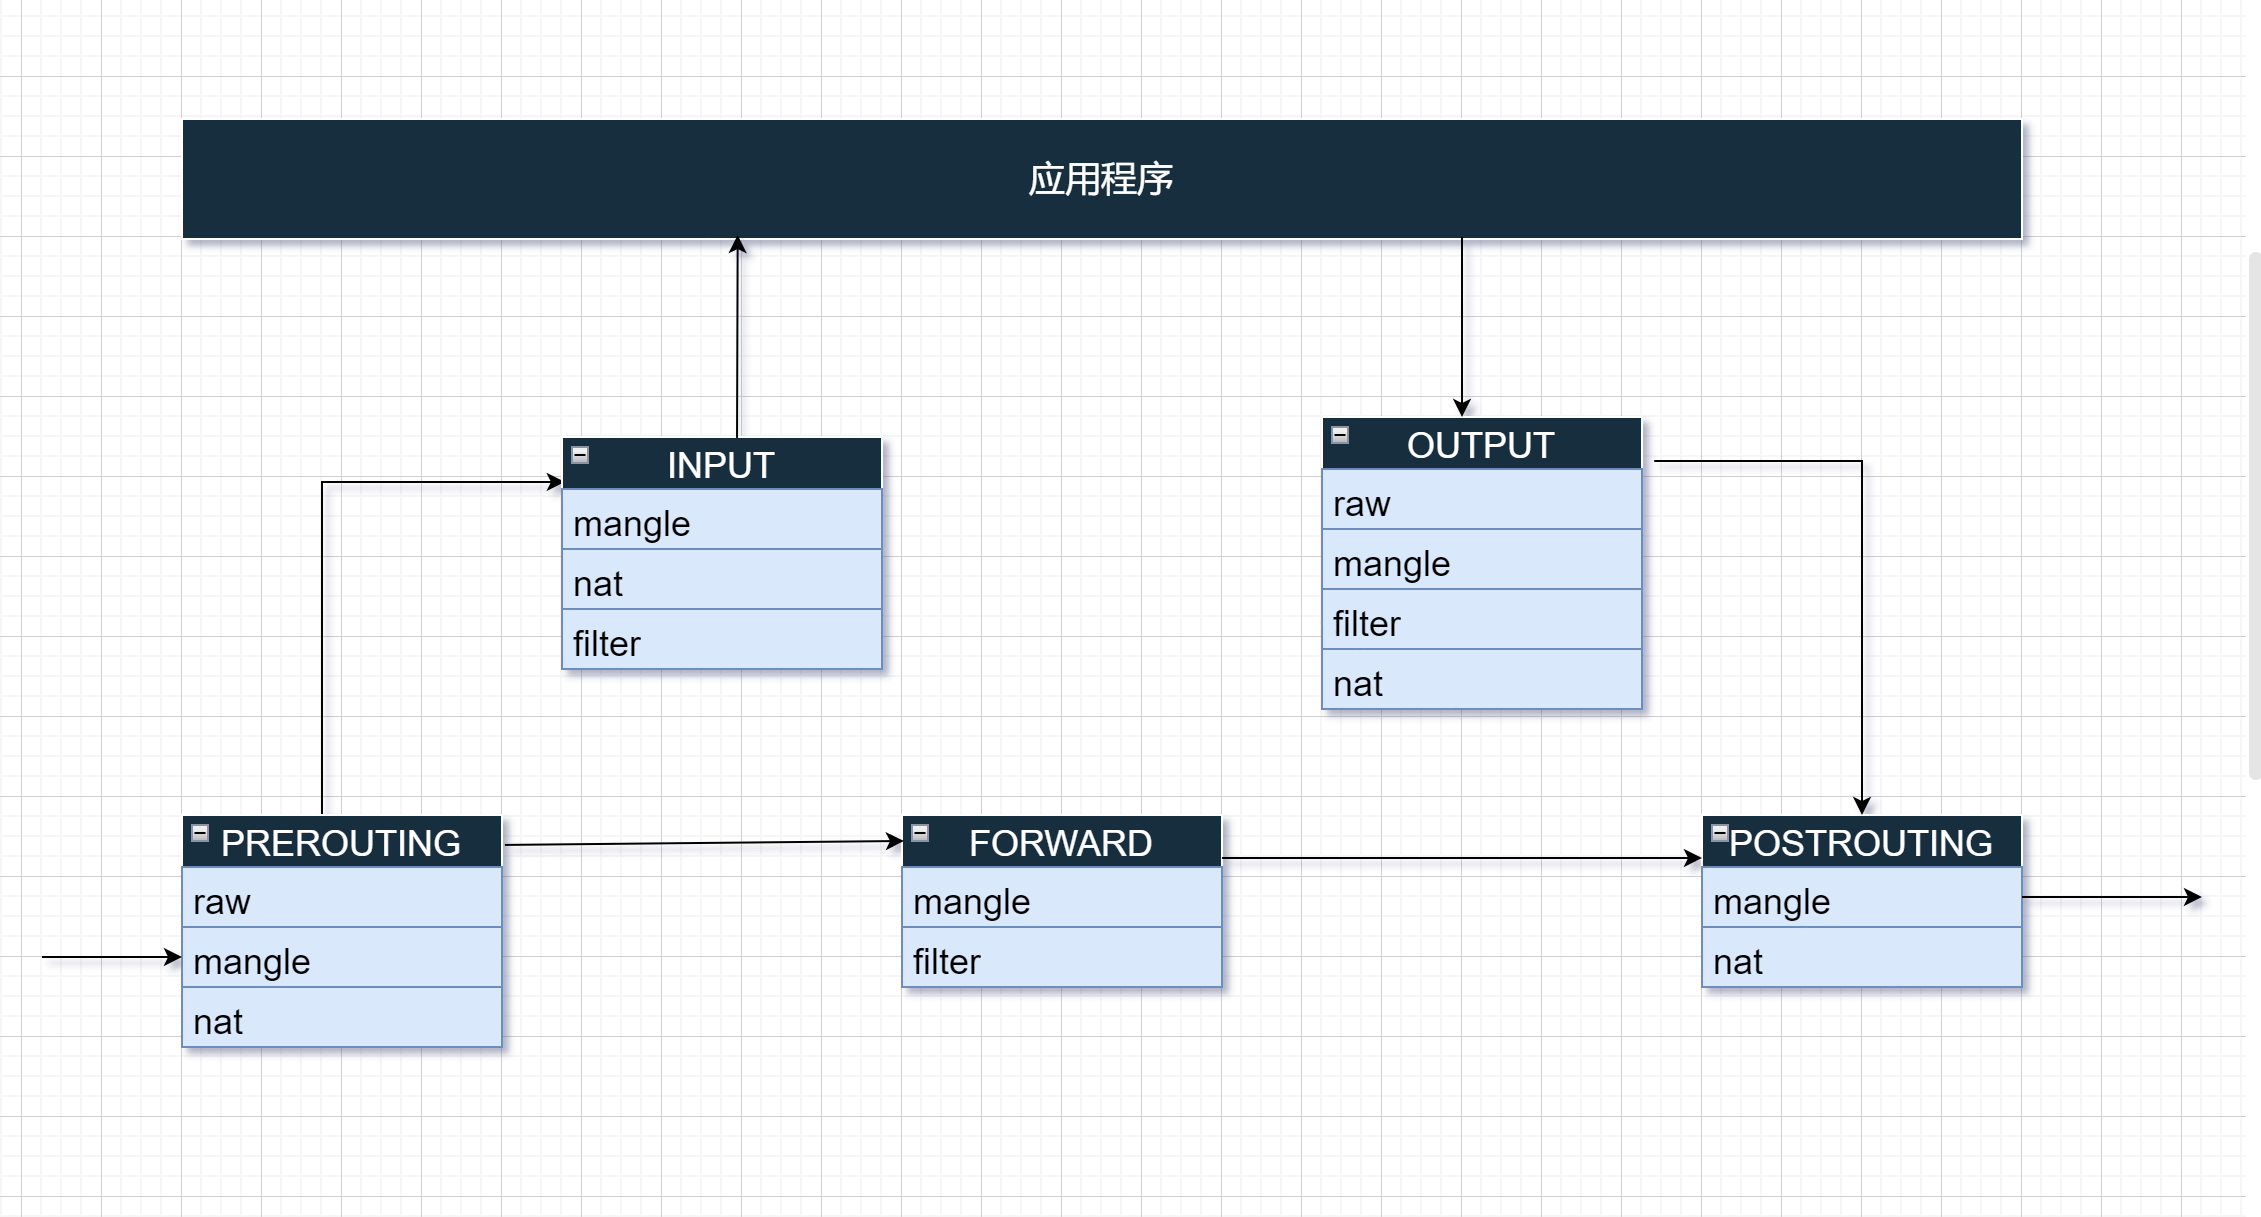 应用程序
INPUT
mangle
nat
filter
OUTPUT
raw
mangle
filter
nat
PREROUTING
raw
mangle
nat
FORWARD
mangle
filter
POSTROUTING
mangle
nat